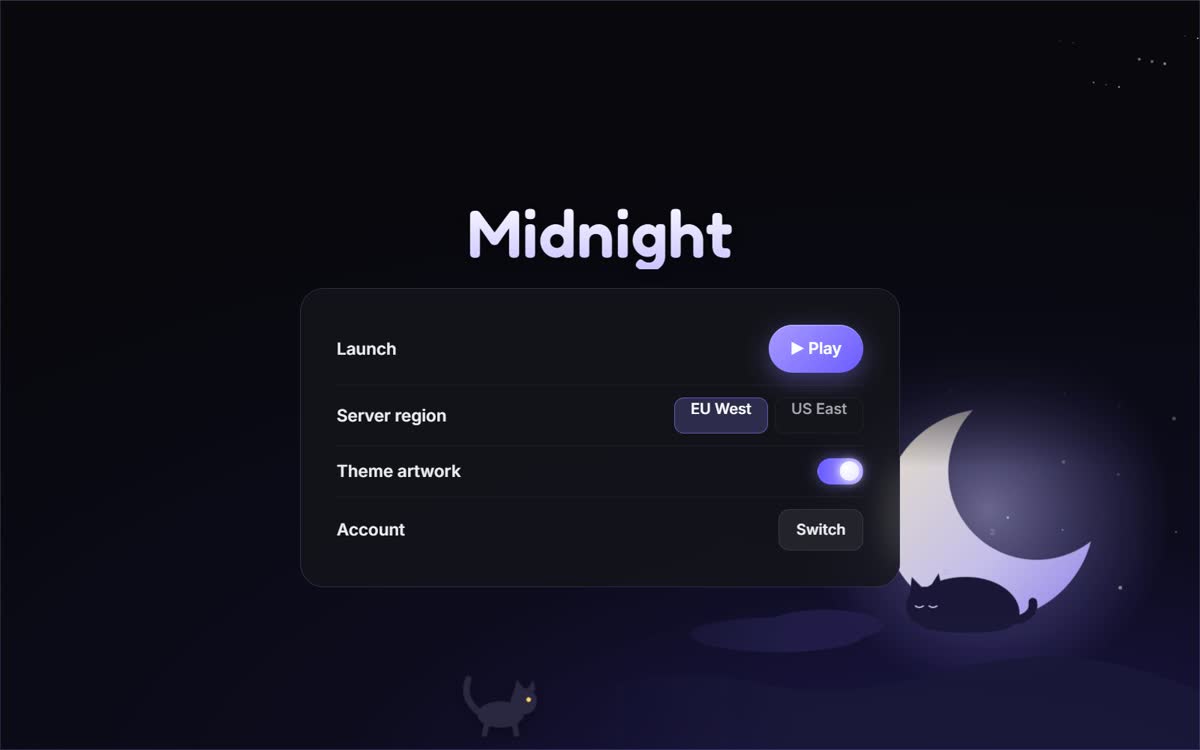 Midnight
Launch
▶ Play
Server region
EU West
US East
Theme artwork
Account
Switch